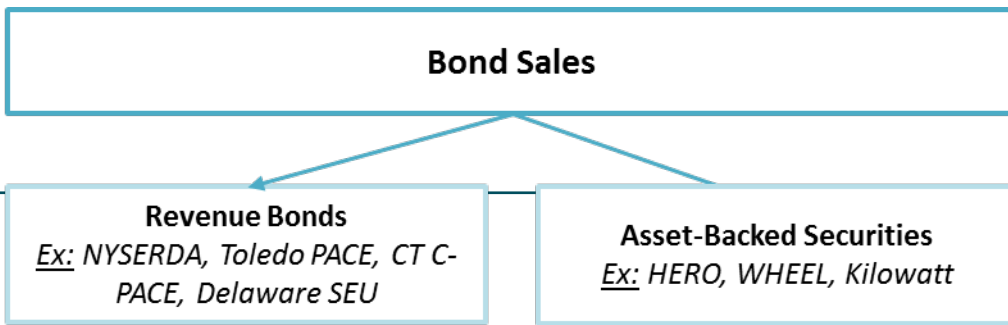 Bond Sales
Revenue Bonds
Ex: NYSERDA, Toledo PACE, CT C-
PACE, Delaware SEU
Asset-Backed Securities
Ex: HERO, WHEEL, Kilowatt